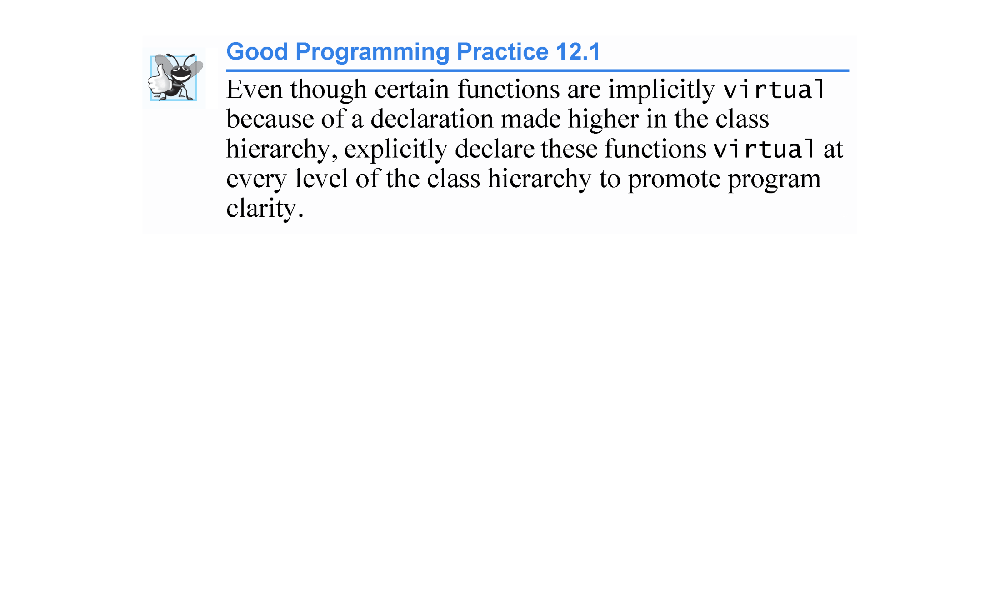 Good Programming Practice 12.1
Even though certain functions are implicitly virtual
because of a declaration made higher in the class
hierarchy, explicitly declare these functions virtual at
every level of the class hierarchy to promote program
clarity.